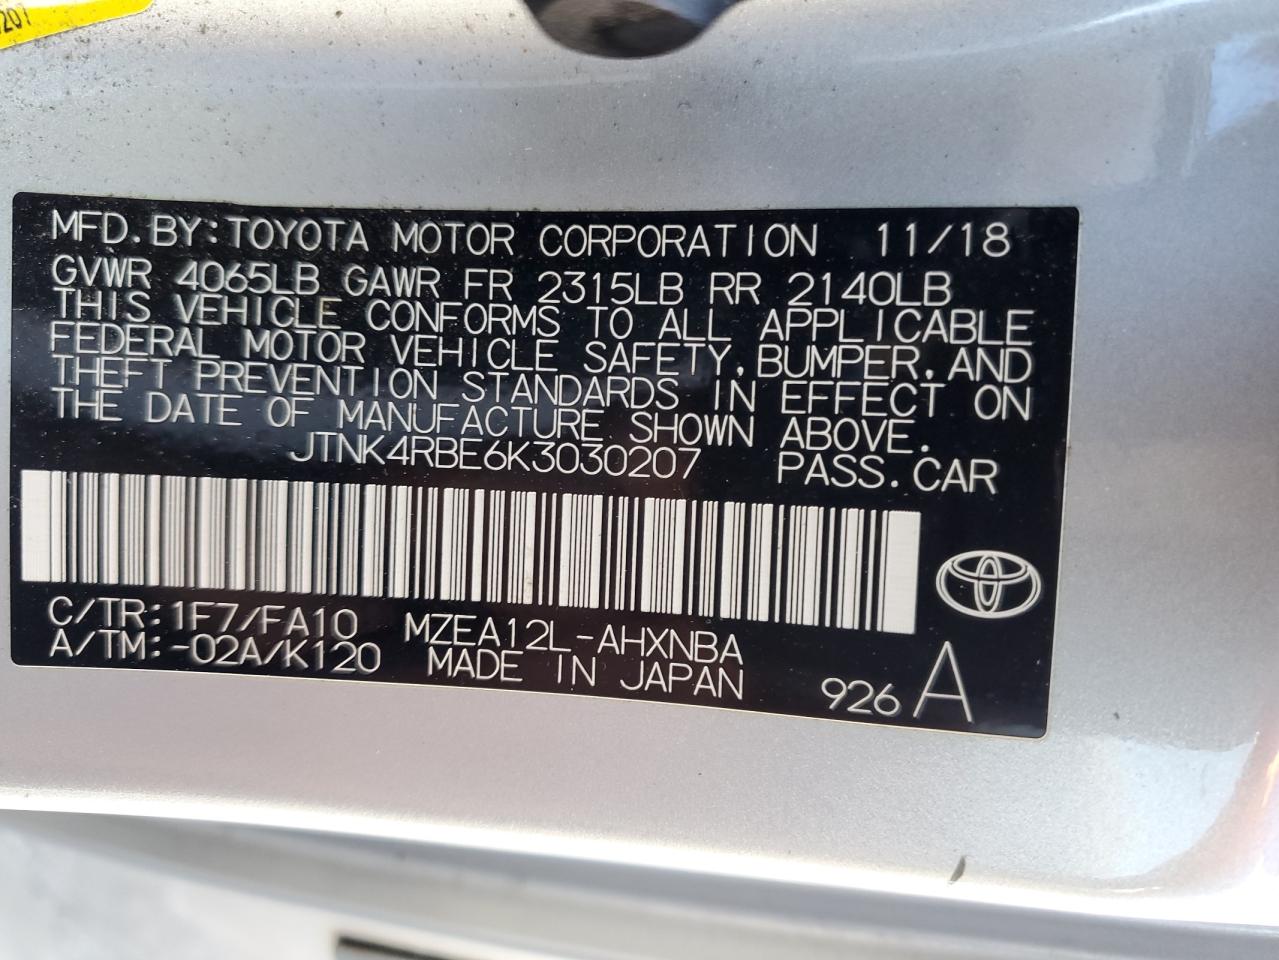 207
MFD.BY:TOYOTA MOTOR CORPORATION 11/18
GVWR 4065LB GAWR FR 2315LB RR 2140LB
THIS VEHICLE CONFORMS TO ALL APPLICABLE
FEDERAL MOTOR VEHICLE SAFETY,BUMPER,AND
THEFT PREVENTION STANDARDS IN EFFECT ON
THE DATE OF MANUFACTURE SHOWN ABOVE.
JTNK4RBE6K3030207 PASS.CAR
C/TR:1F7/FA10 MZEA12L-AHXNBA
A/TM:-02A/K120 MADE IN JAPAN 926 A